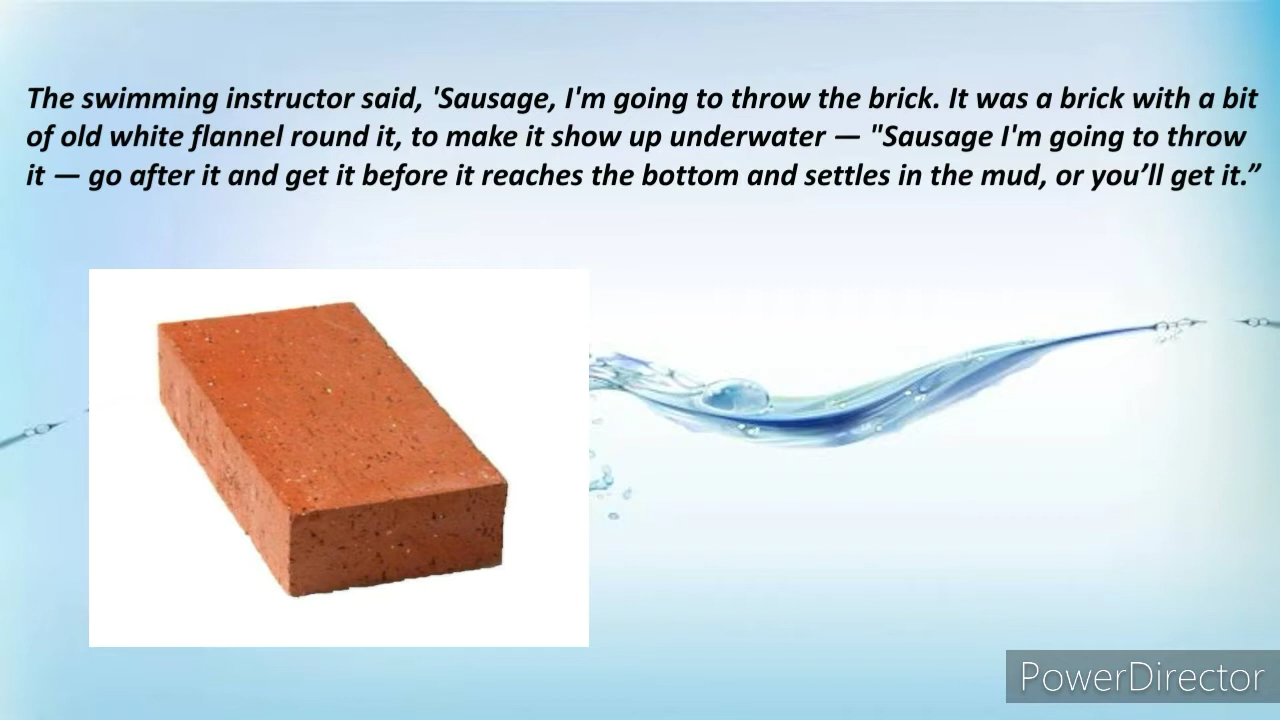 The swimming instructor said, 'Sausage, I'm going to throw the brick. It was a brick with a bit
of old white flannel round it, to make it show up underwater — "Sausage I'm going to throw
it — go after it and get it before it reaches the bottom and settles in the mud, or you’ll get it.”
PowerDirector